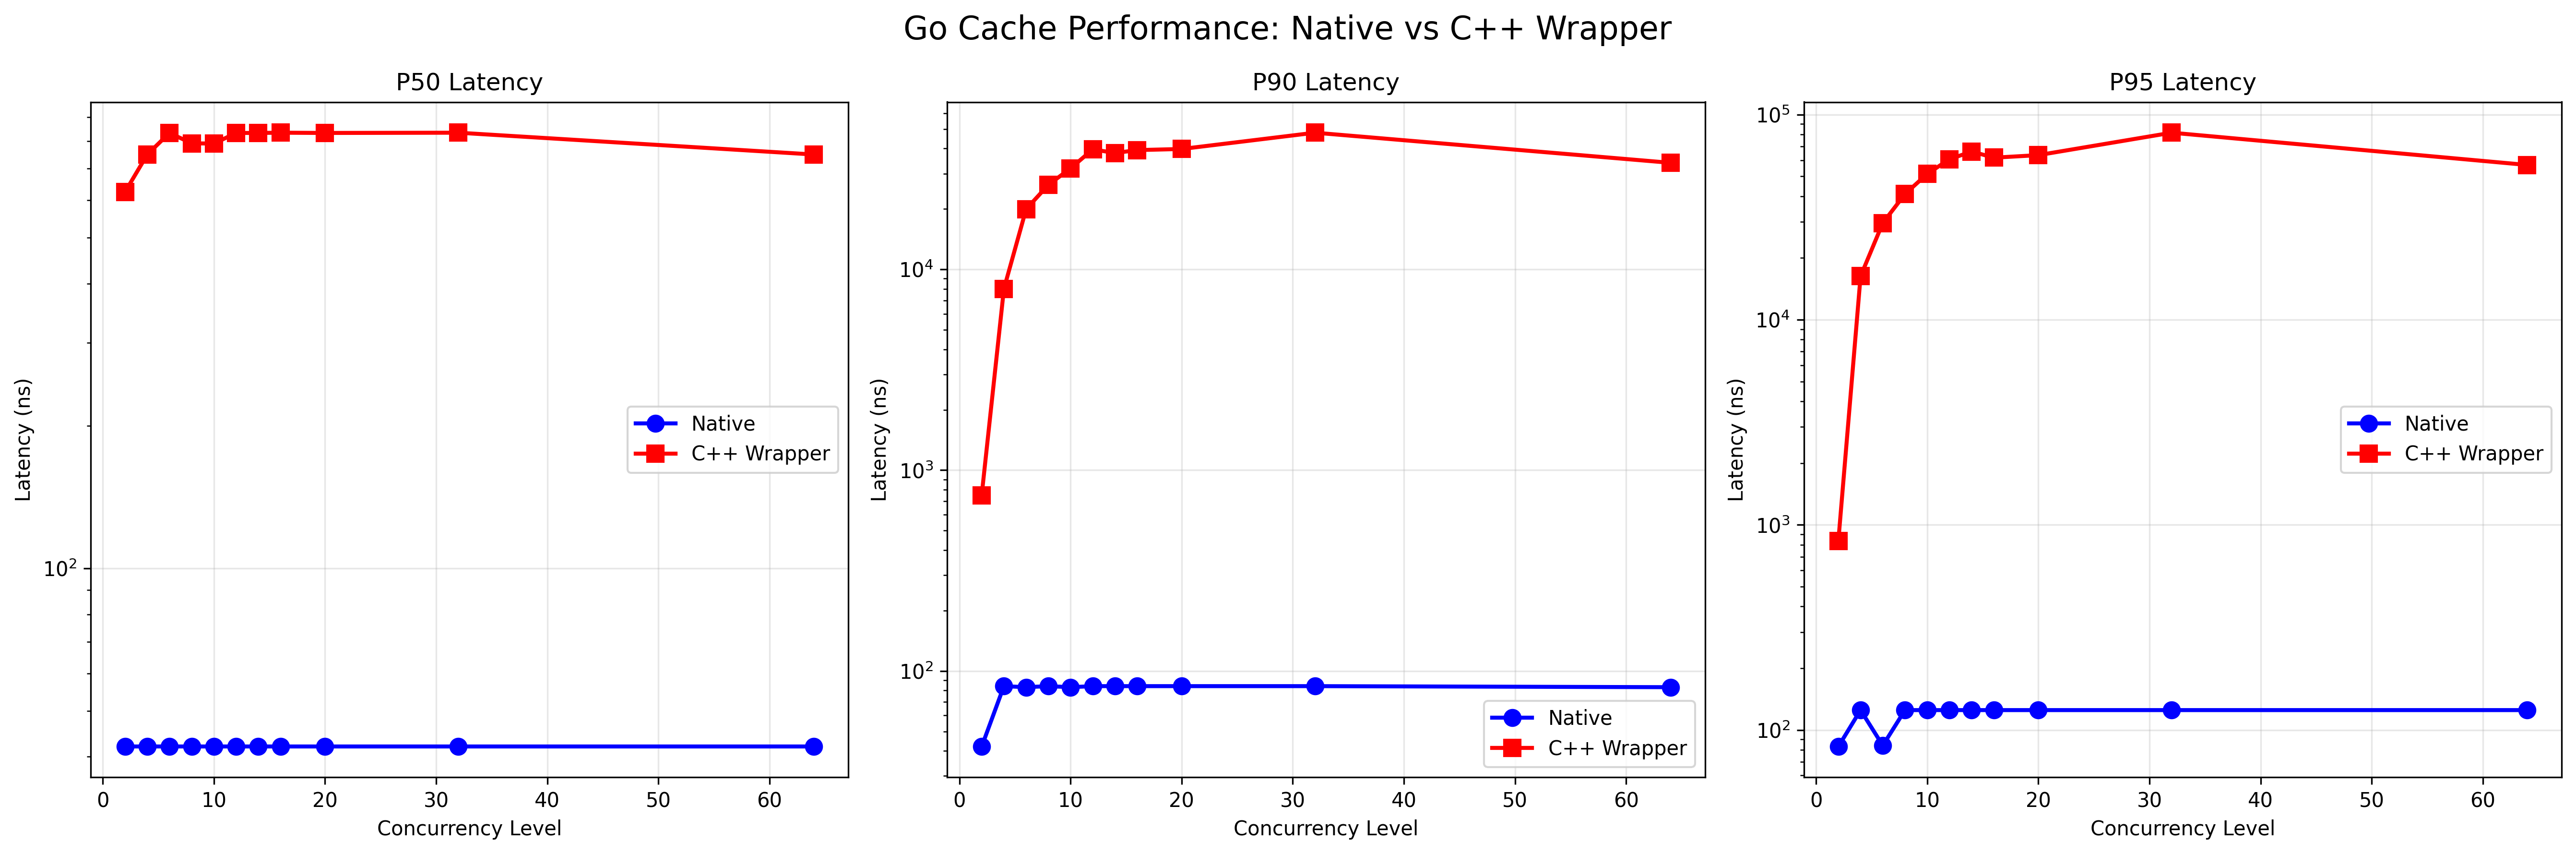 Go Cache Performance: Native vs C++ Wrapper
P50 Latency
Latency (ns)
10²
Native
C++ Wrapper
0 10 20 30 40 50 60
Concurrency Level
P90 Latency
Latency (ns)
10⁴
10³
10²
Native
C++ Wrapper
0 10 20 30 40 50 60
Concurrency Level
P95 Latency
Latency (ns)
10⁵
10⁴
10³
10²
Native
C++ Wrapper
0 10 20 30 40 50 60
Concurrency Level